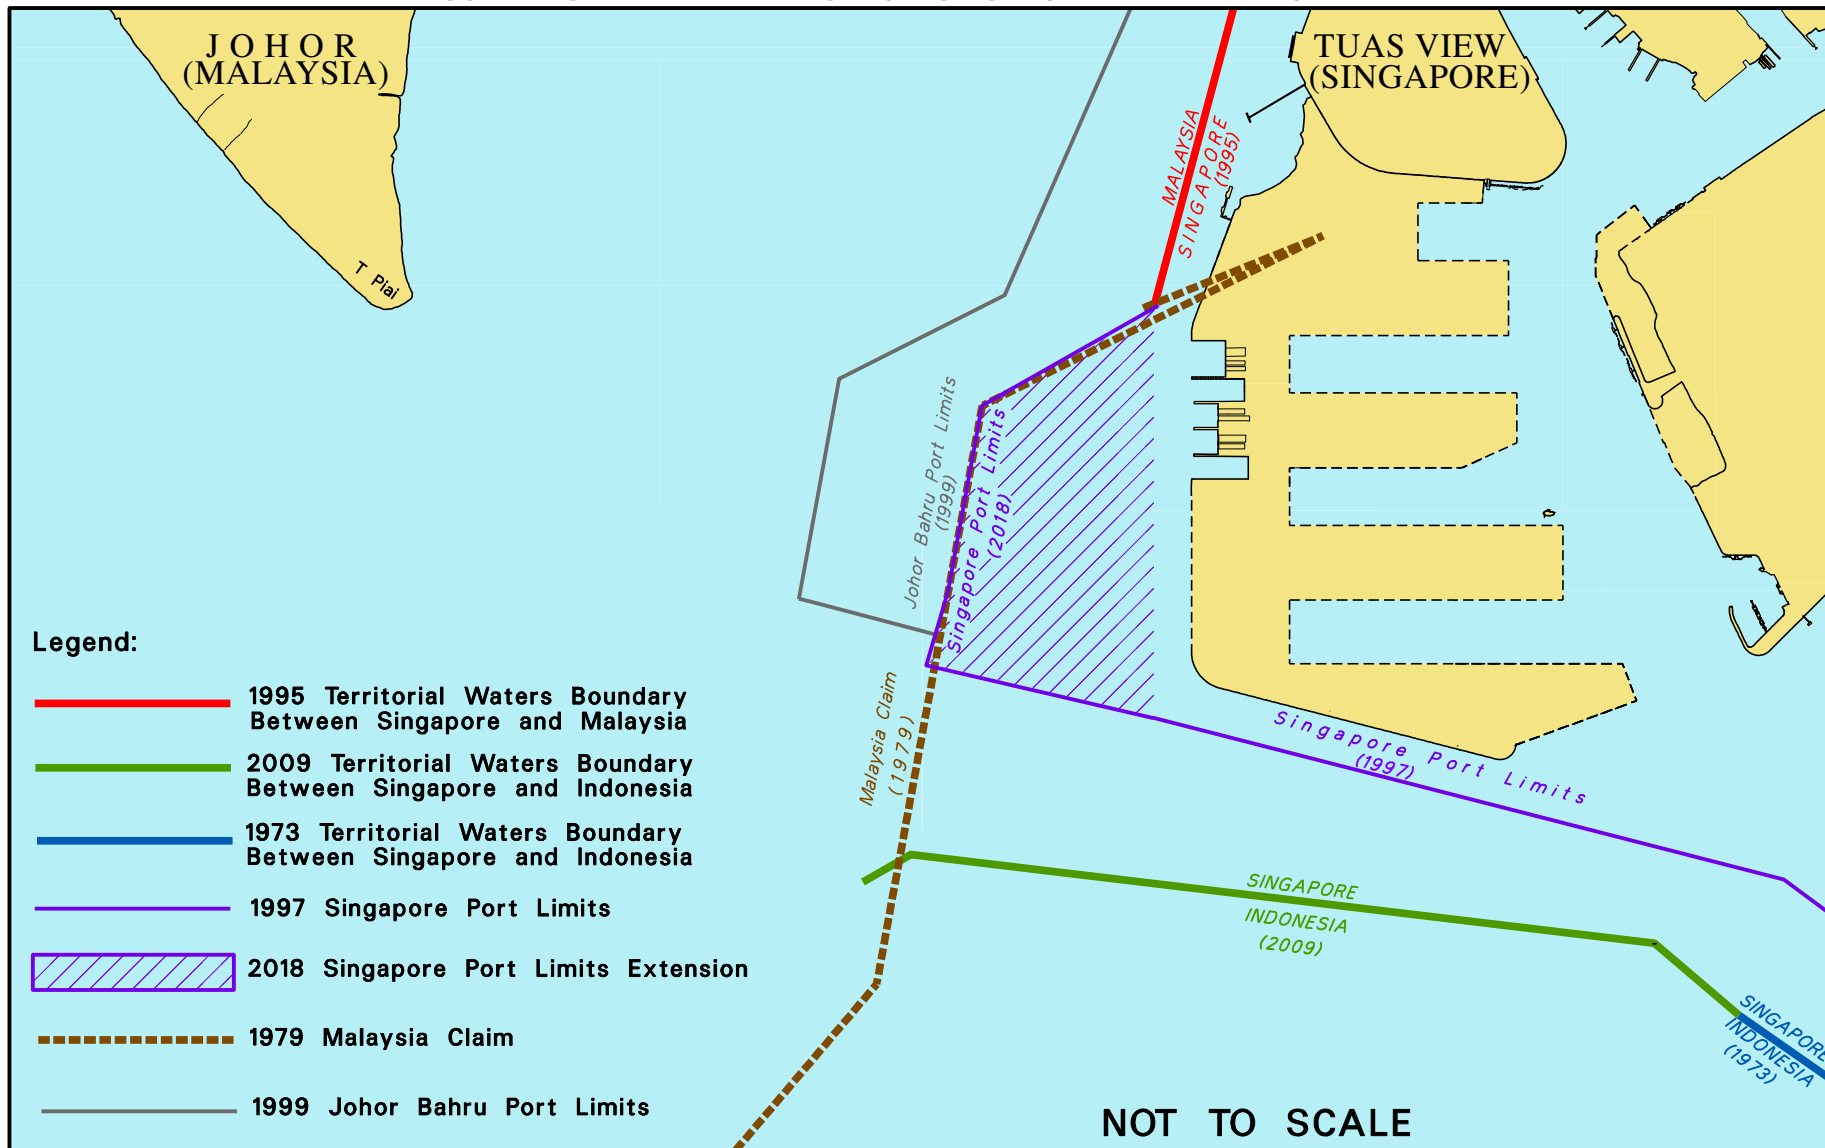 J O H O R
(MALAYSIA)
TUAS VIEW
(SINGAPORE)
T Piai
MALAYSIA
SINGAPORE
(1995)
Johor Bahru Port Limits
(1999)
Singapore Port Limits
(2018)
Malaysia Claim
(1979)
Singapore Port Limits
(1997)
SINGAPORE
INDONESIA
(2009)
SINGAPORE
INDONESIA
(1973)
Legend:
1995 Territorial Waters Boundary
Between Singapore and Malaysia
2009 Territorial Waters Boundary
Between Singapore and Indonesia
1973 Territorial Waters Boundary
Between Singapore and Indonesia
1997 Singapore Port Limits
2018 Singapore Port Limits Extension
1979 Malaysia Claim
1999 Johor Bahru Port Limits
NOT TO SCALE